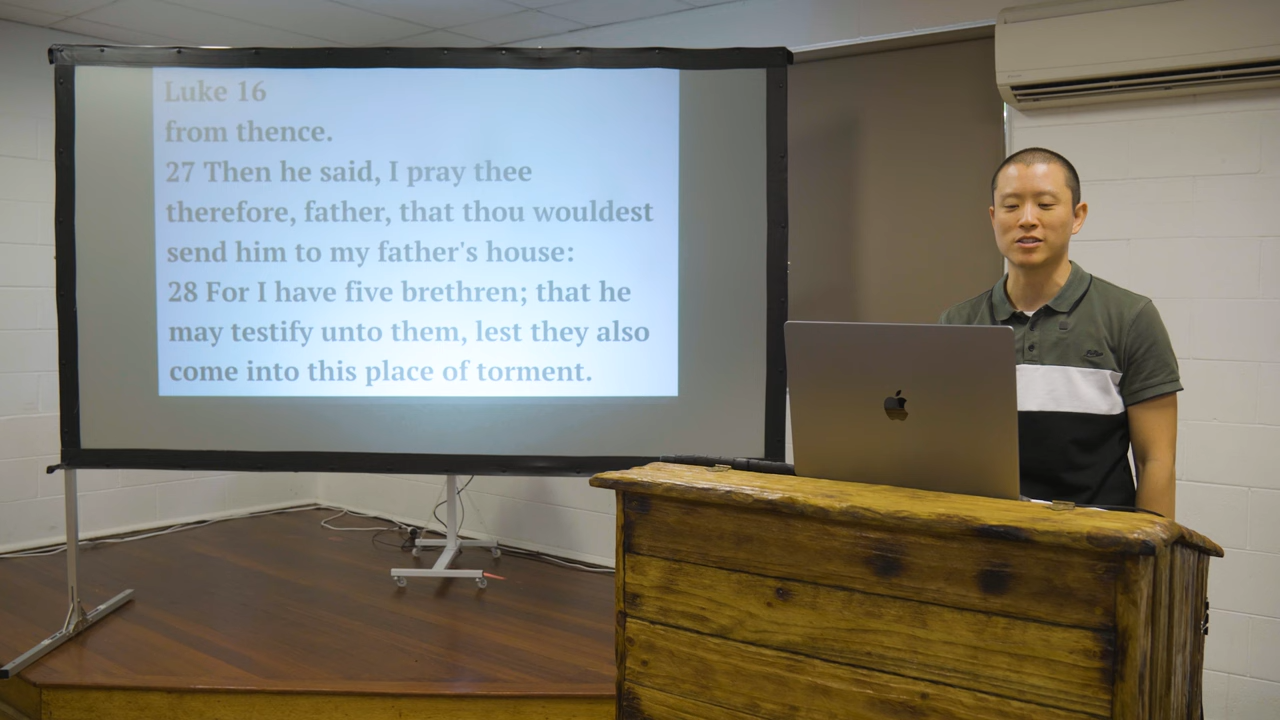 Luke 16
from thence.
27 Then he said, I pray thee
therefore, father, that thou wouldest
send him to my father's house:
28 For I have five brethren; that he
may testify unto them, lest they also
come into this place of torment.